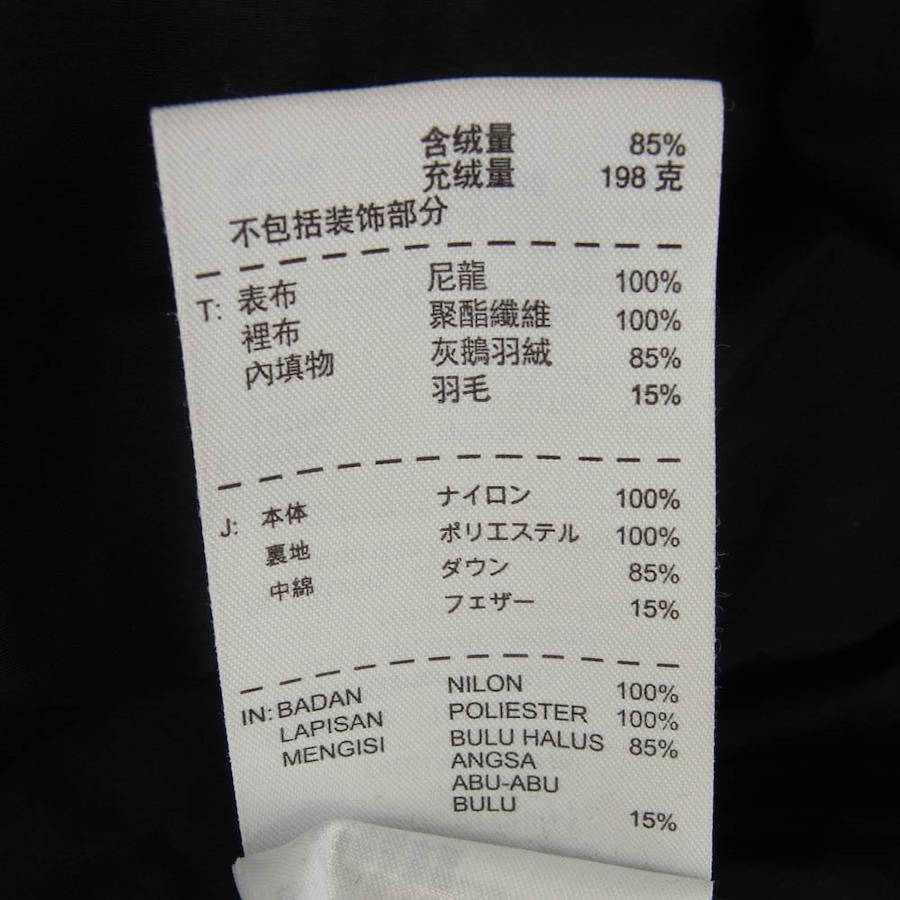 含绒量 85%
充绒量 198 克
不包括装饰部分
T: 表布 尼龍 100%
裡布 聚酯纖維 100%
內填物 灰鵝羽絨 85%
羽毛 15%
J: 本体 ナイロン 100%
裏地 ポリエステル 100%
中綿 ダウン 85%
フェザー 15%
IN: BADAN NILON 100%
LAPISAN POLIESTER 100%
MENGISI BULU HALUS 85%
ANGSA
ABU-ABU
BULU 15%